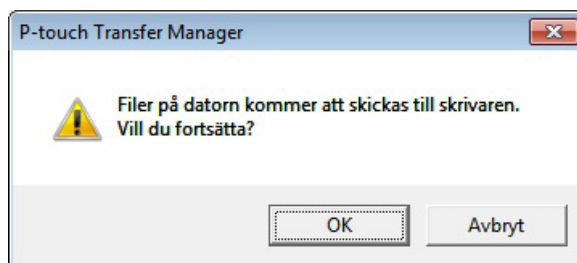 P-touch Transfer Manager
Filer på datorn kommer att skickas till skrivaren.
Vill du fortsätta?
OK
Avbryt